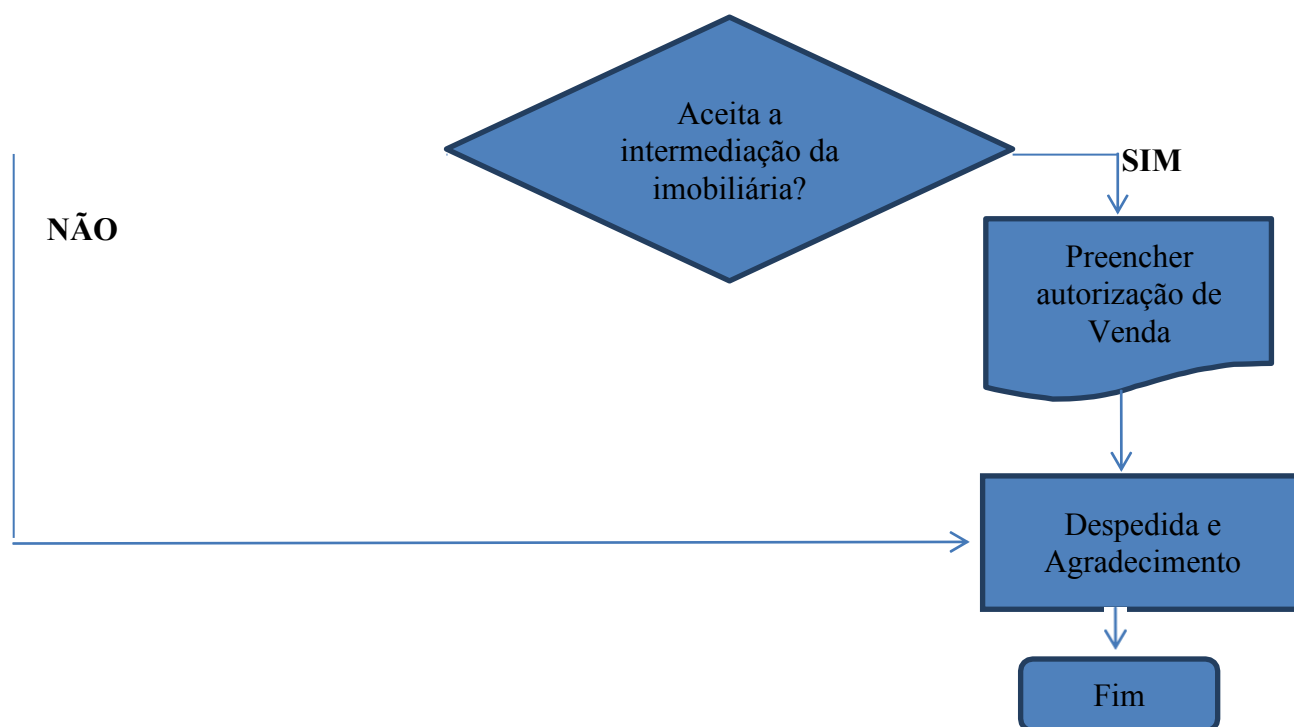 Aceita a
intermediação da
imobiliária?
SIM
NÃO
Preencher
autorização de
Venda
Despedida e
Agradecimento
Fim